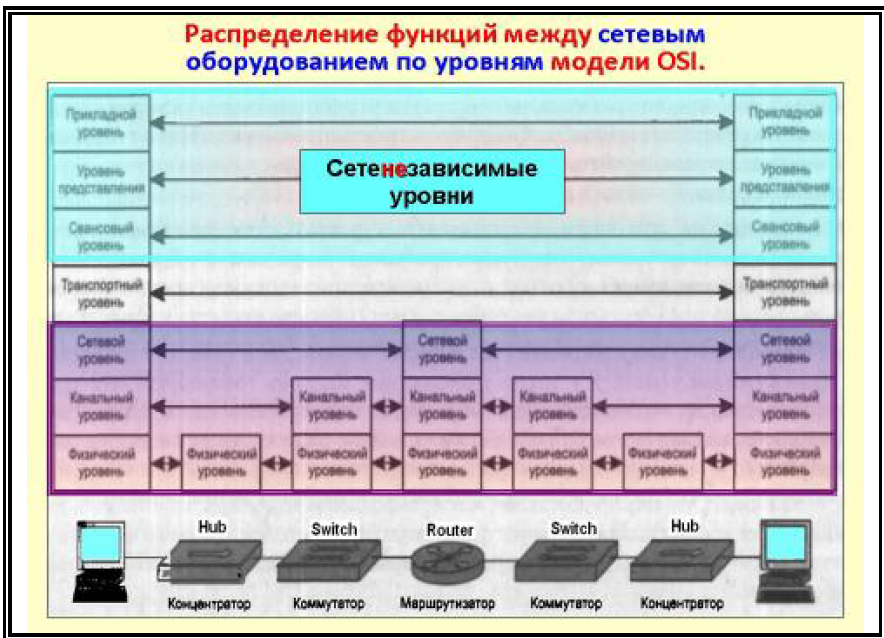 Распределение функций между сетевым
оборудованием по уровням модели OSI.
Прикладной
уровень
Прикладной
уровень
Сетенезависимые
уровни
Уровень
представления
Уровень
представления
Сеансовый
уровень
Сеансовый
уровень
Транспортный
уровень
Транспортный
уровень
Сетевой
уровень
Сетевой
уровень
Сетевой
уровень
Канальный
уровень
Канальный
уровень
Канальный
уровень
Канальный
уровень
Канальный
уровень
Физический
уровень
Физический
уровень
Физический
уровень
Физический
уровень
Физический
уровень
Физический
уровень
Физический
уровень
Hub
Switch
Router
Switch
Hub
Концентратор
Коммутатор
Маршрутизатор
Коммутатор
Концентратор